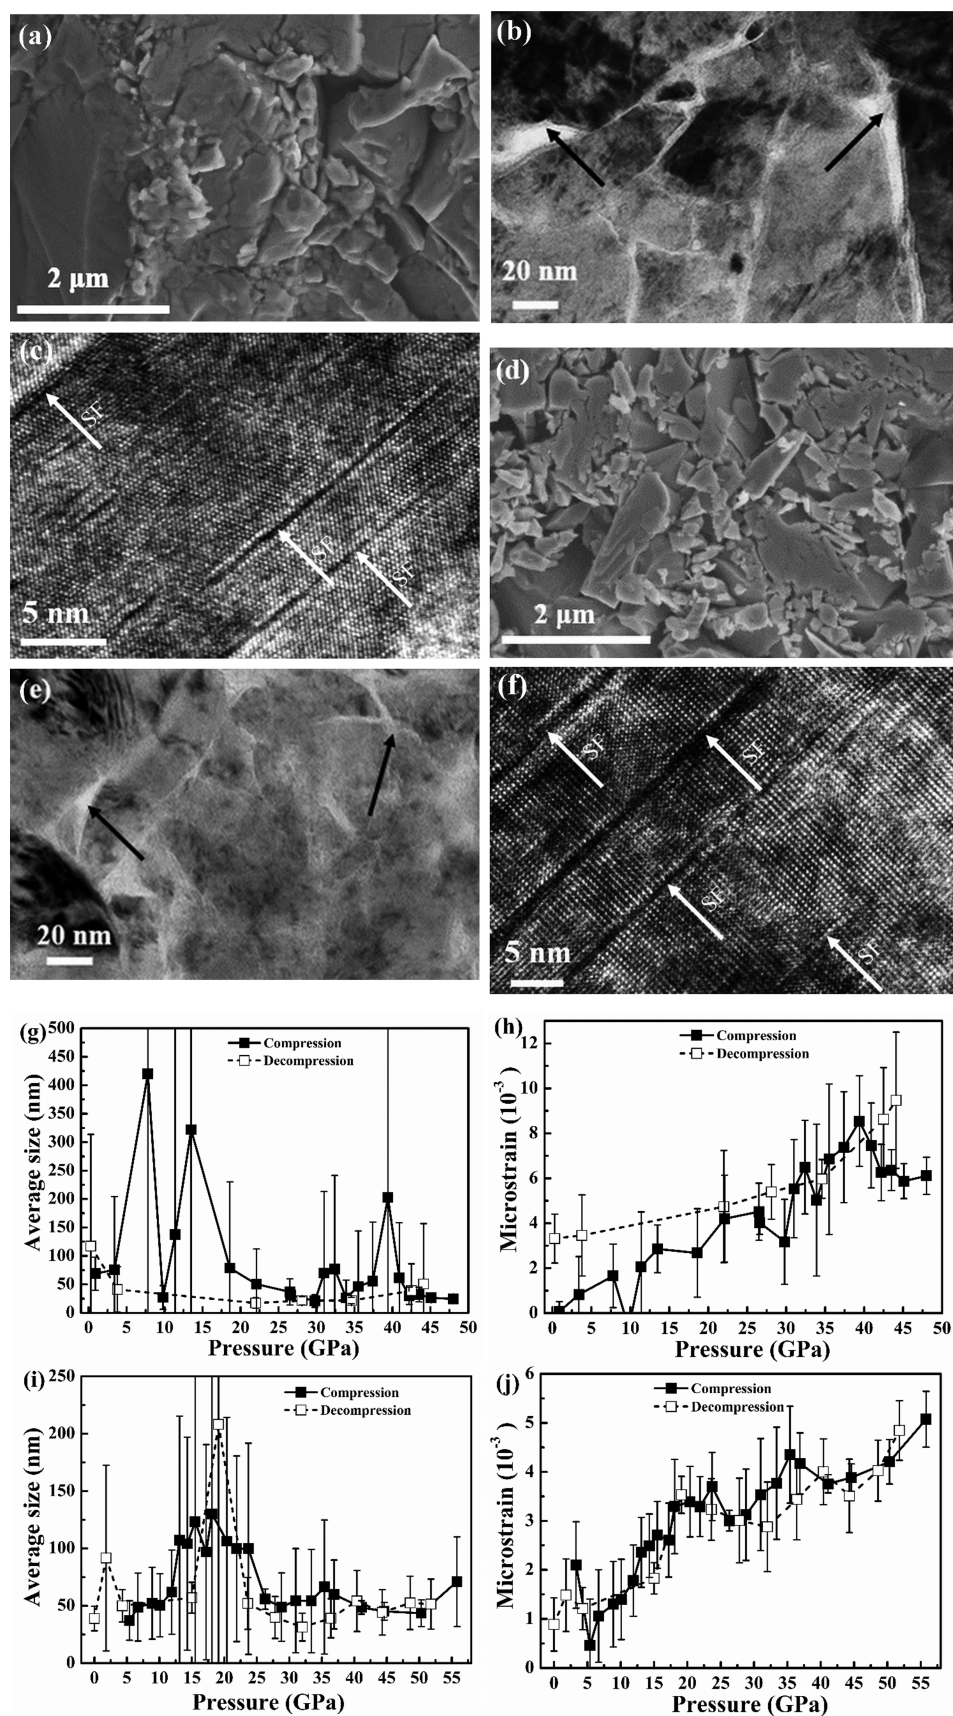 (a)
2 μm
(b)
20 nm
(c)
SF
SF
SF
5 nm
(d)
2 μm
(e)
20 nm
(f)
SF
SF
SF
SF
5 nm
(g)
500
450
400
350
300
250
200
150
100
50
0
Average size (nm)
Compression
Decompression
0 5 10 15 20 25 30 35 40 45 50
Pressure (GPa)
(h)
12
10
8
6
4
2
0
Microstrain (10⁻³)
Compression
Decompression
0 5 10 15 20 25 30 35 40 45 50
Pressure (GPa)
(i)
250
200
150
100
50
0
Average size (nm)
Compression
Decompression
0 5 10 15 20 25 30 35 40 45 50 55
Pressure (GPa)
(j)
6
5
4
3
2
1
0
Microstrain (10⁻³)
Compression
Decompression
0 5 10 15 20 25 30 35 40 45 50 55
Pressure (GPa)